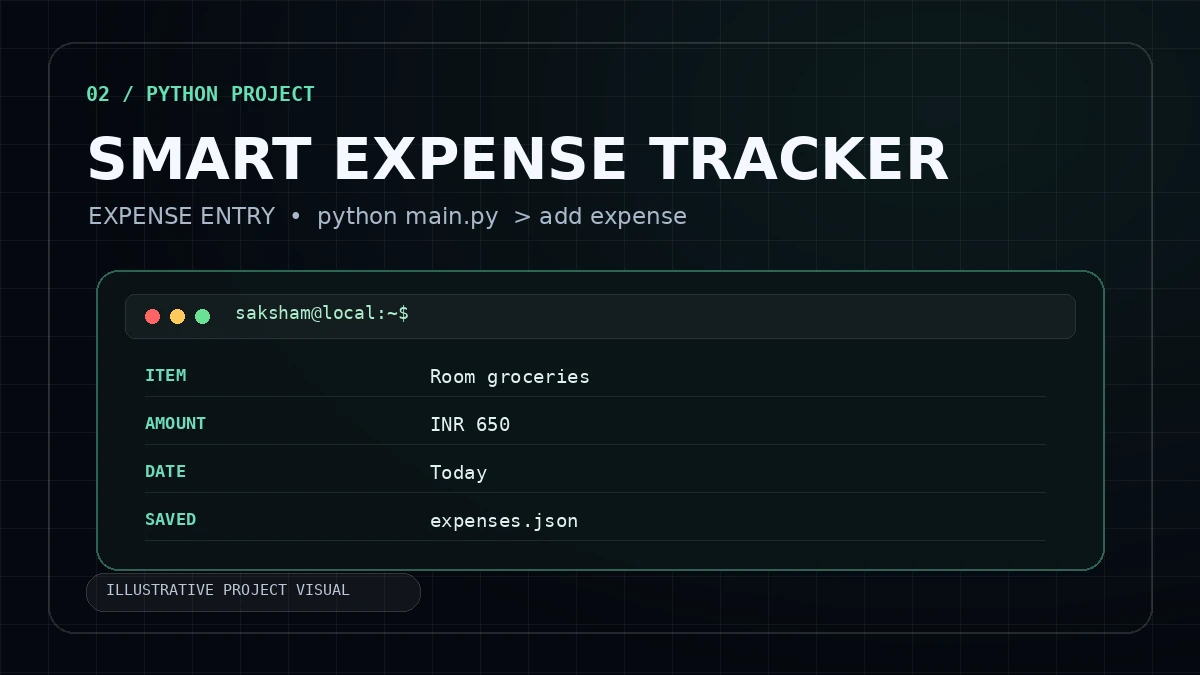 02 / PYTHON PROJECT
SMART EXPENSE TRACKER
EXPENSE ENTRY • python main.py > add expense
saksham@local:~$
ITEM Room groceries
AMOUNT INR 650
DATE Today
SAVED expenses.json
ILLUSTRATIVE PROJECT VISUAL